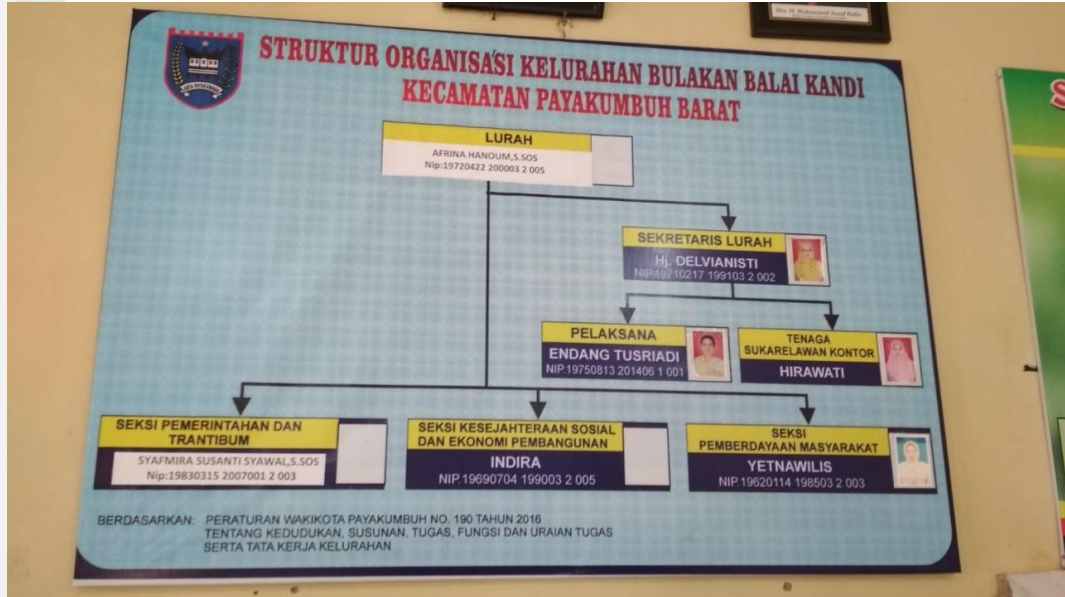 STRUKTUR ORGANISASI KELURAHAN BULAKAN BALAI KANDI
KECAMATAN PAYAKUMBUH BARAT
LURAH
AFRINA HANOUM,S.SOS
Nip:19720422 200003 2 005
SEKRETARIS LURAH
Hj. DELVIANISTI
NIP.19710217 199103 2 002
PELAKSANA
ENDANG TUSRIADI
NIP.19750813 201406 1 001
TENAGA
SUKARELAWAN KONTOR
HIRAWATI
SEKSI PEMERINTAHAN DAN
TRANTIBUM
SYAFMIRA SUSANTI SYAWAL,S.SOS
Nip:19830315 2007001 2 003
SEKSI KESEJAHTERAAN SOSIAL
DAN EKONOMI PEMBANGUNAN
INDIRA
NIP.19690704 199003 2 005
SEKSI
PEMBERDAYAAN MASYARAKAT
YETNAWILIS
NIP.19620114 198503 2 003
BERDASARKAN: PERATURAN WAKIKOTA PAYAKUMBUH NO. 190 TAHUN 2016
TENTANG KEDUDUKAN, SUSUNAN, TUGAS, FUNGSI DAN URAIAN TUGAS
SERTA TATA KERJA KELURAHAN